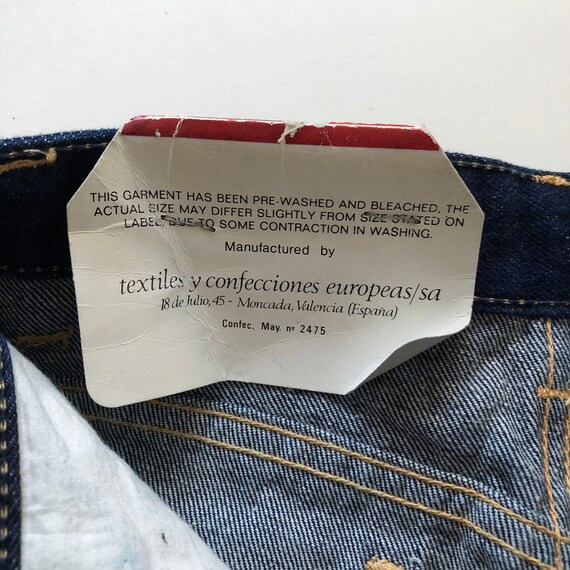 THIS GARMENT HAS BEEN PRE-WASHED AND BLEACHED. THE
ACTUAL SIZE MAY DIFFER SLIGHTLY FROM SIZE STATED ON
LABEL DUE TO SOME CONTRACTION IN WASHING.
Manufactured by
textiles y confecciones europeas/sa
18 de Julio, 45 - Moncada, Valencia (España)
Confec. May. nº 2475